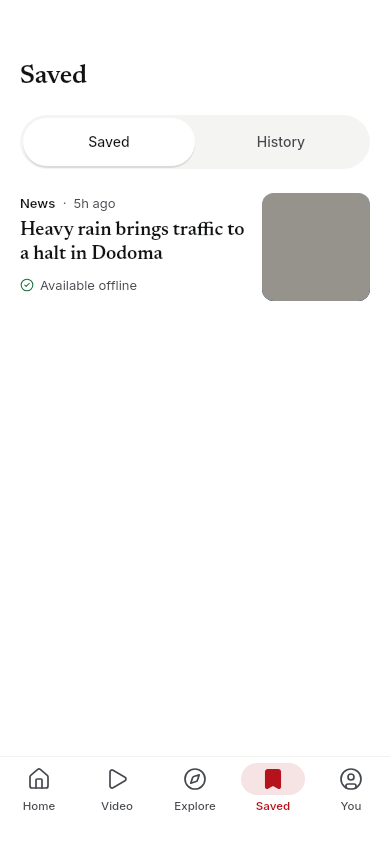 Saved
Saved
History
News · 5h ago
Heavy rain brings traffic to
a halt in Dodoma
Available offline
Home
Video
Explore
Saved
You